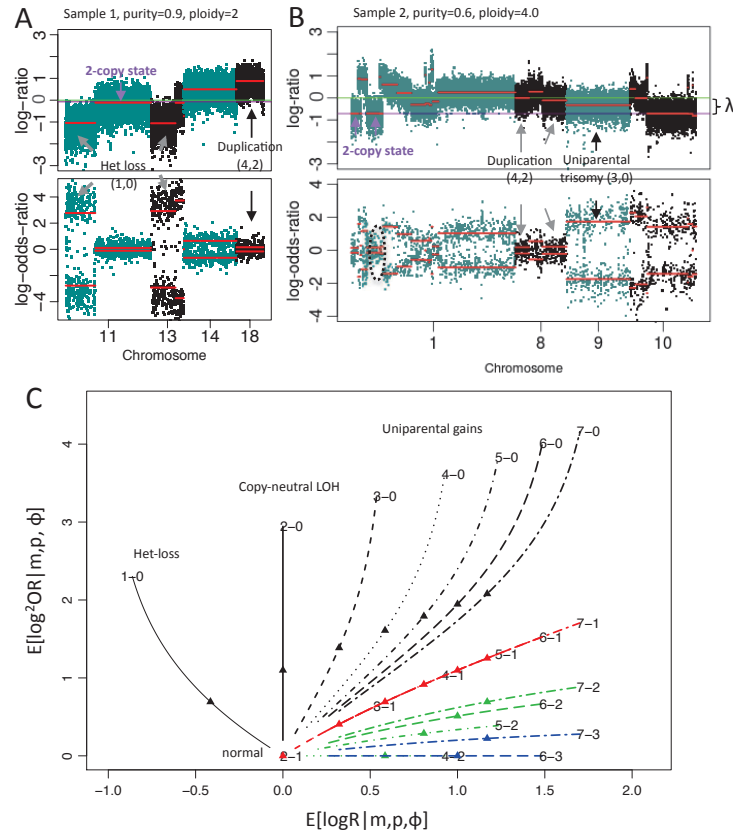 A
Sample 1, purity=0.9, ploidy=2
3
1
0
-1
-3
log-ratio
2-copy state
Het loss
(1,0)
Duplication
(4,2)
4
2
0
-2
-4
log-odds-ratio
11
13
14
18
Chromosome
B
Sample 2, purity=0.6, ploidy=4.0
3
1
0
-1
-3
log-ratio
2-copy state
Duplication
(4,2)
Uniparental
trisomy (3,0)
λ
4
2
0
-2
-4
log-odds-ratio
1
8
9
10
Chromosome
C
Uniparental gains
Copy-neutral LOH
Het-loss
normal
1-0
2-0
3-0
4-0
5-0
6-0
7-0
7-1
6-1
5-1
4-1
3-1
2-1
7-2
6-2
5-2
4-2
7-3
6-3
0
1
2
3
4
E[log²OR|m,p, ϕ]
-1.0
-0.5
0.0
0.5
1.0
1.5
2.0
E[logR|m,p,ϕ]